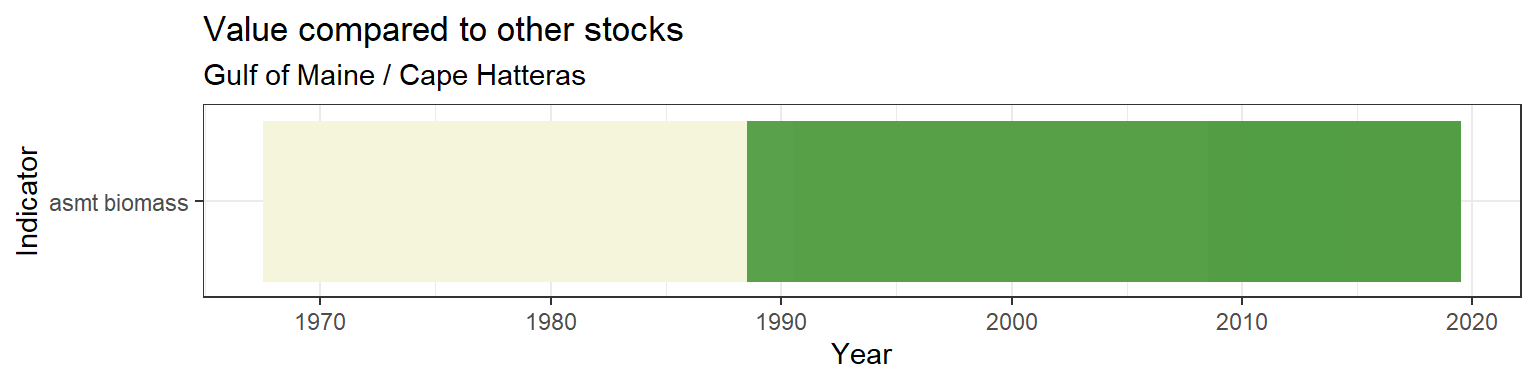 Value compared to other stocks
Gulf of Maine / Cape Hatteras
Indicator
asmt biomass
1970 1980 1990 2000 2010 2020
Year